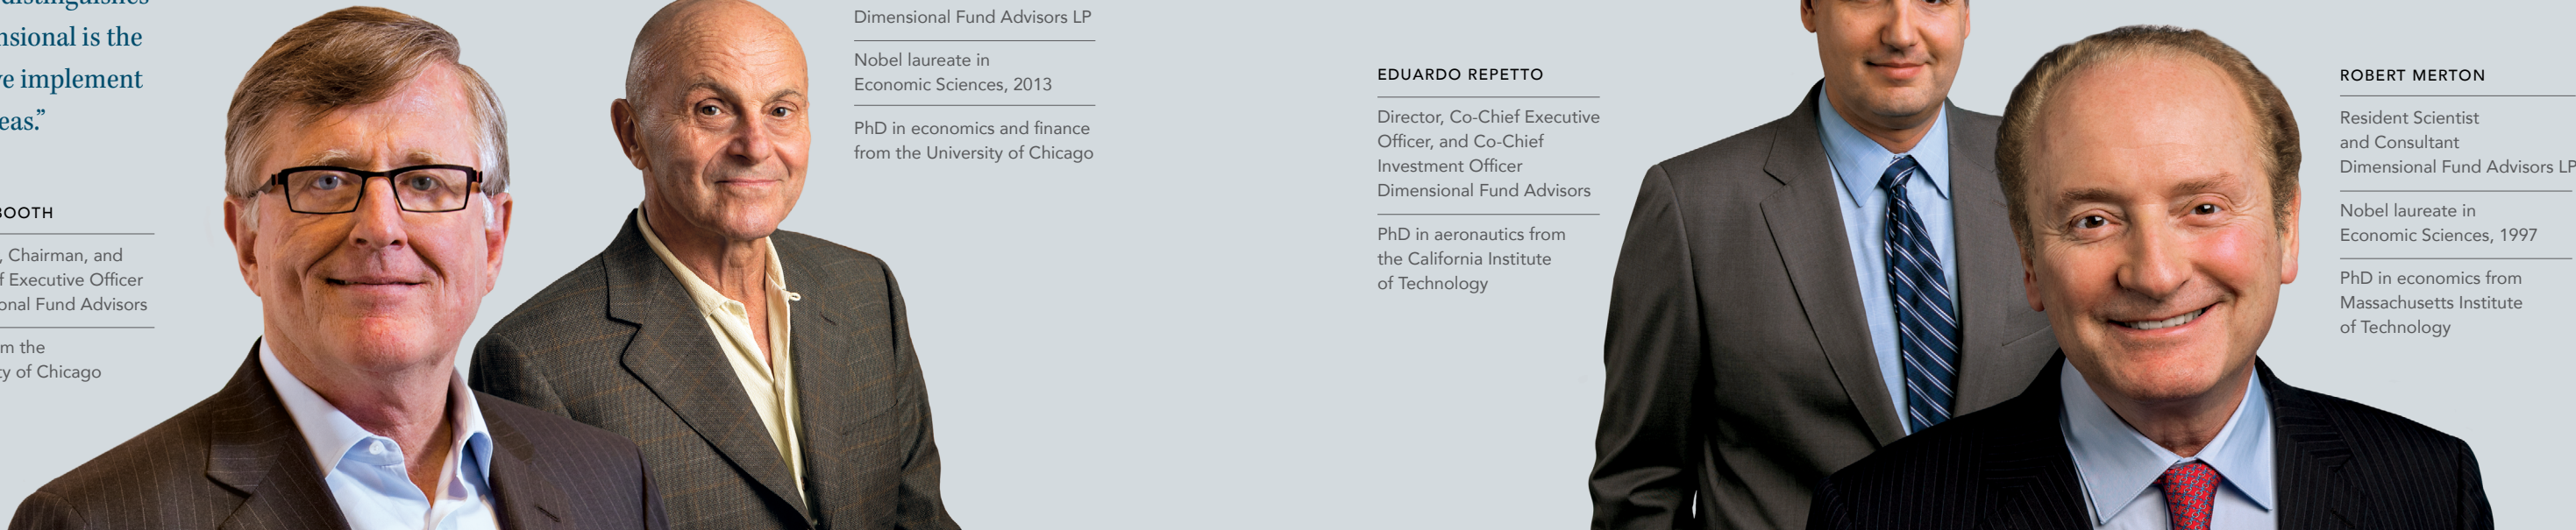 nsional is the
ve implement
eas.”
BOOTH
, Chairman, and
f Executive Officer
onal Fund Advisors
m the
ty of Chicago
Dimensional Fund Advisors LP
Nobel laureate in
Economic Sciences, 2013
PhD in economics and finance
from the University of Chicago
EDUARDO REPETTO
Director, Co-Chief Executive
Officer, and Co-Chief
Investment Officer
Dimensional Fund Advisors
PhD in aeronautics from
the California Institute
of Technology
ROBERT MERTON
Resident Scientist
and Consultant
Dimensional Fund Advisors LP
Nobel laureate in
Economic Sciences, 1997
PhD in economics from
Massachusetts Institute
of Technology